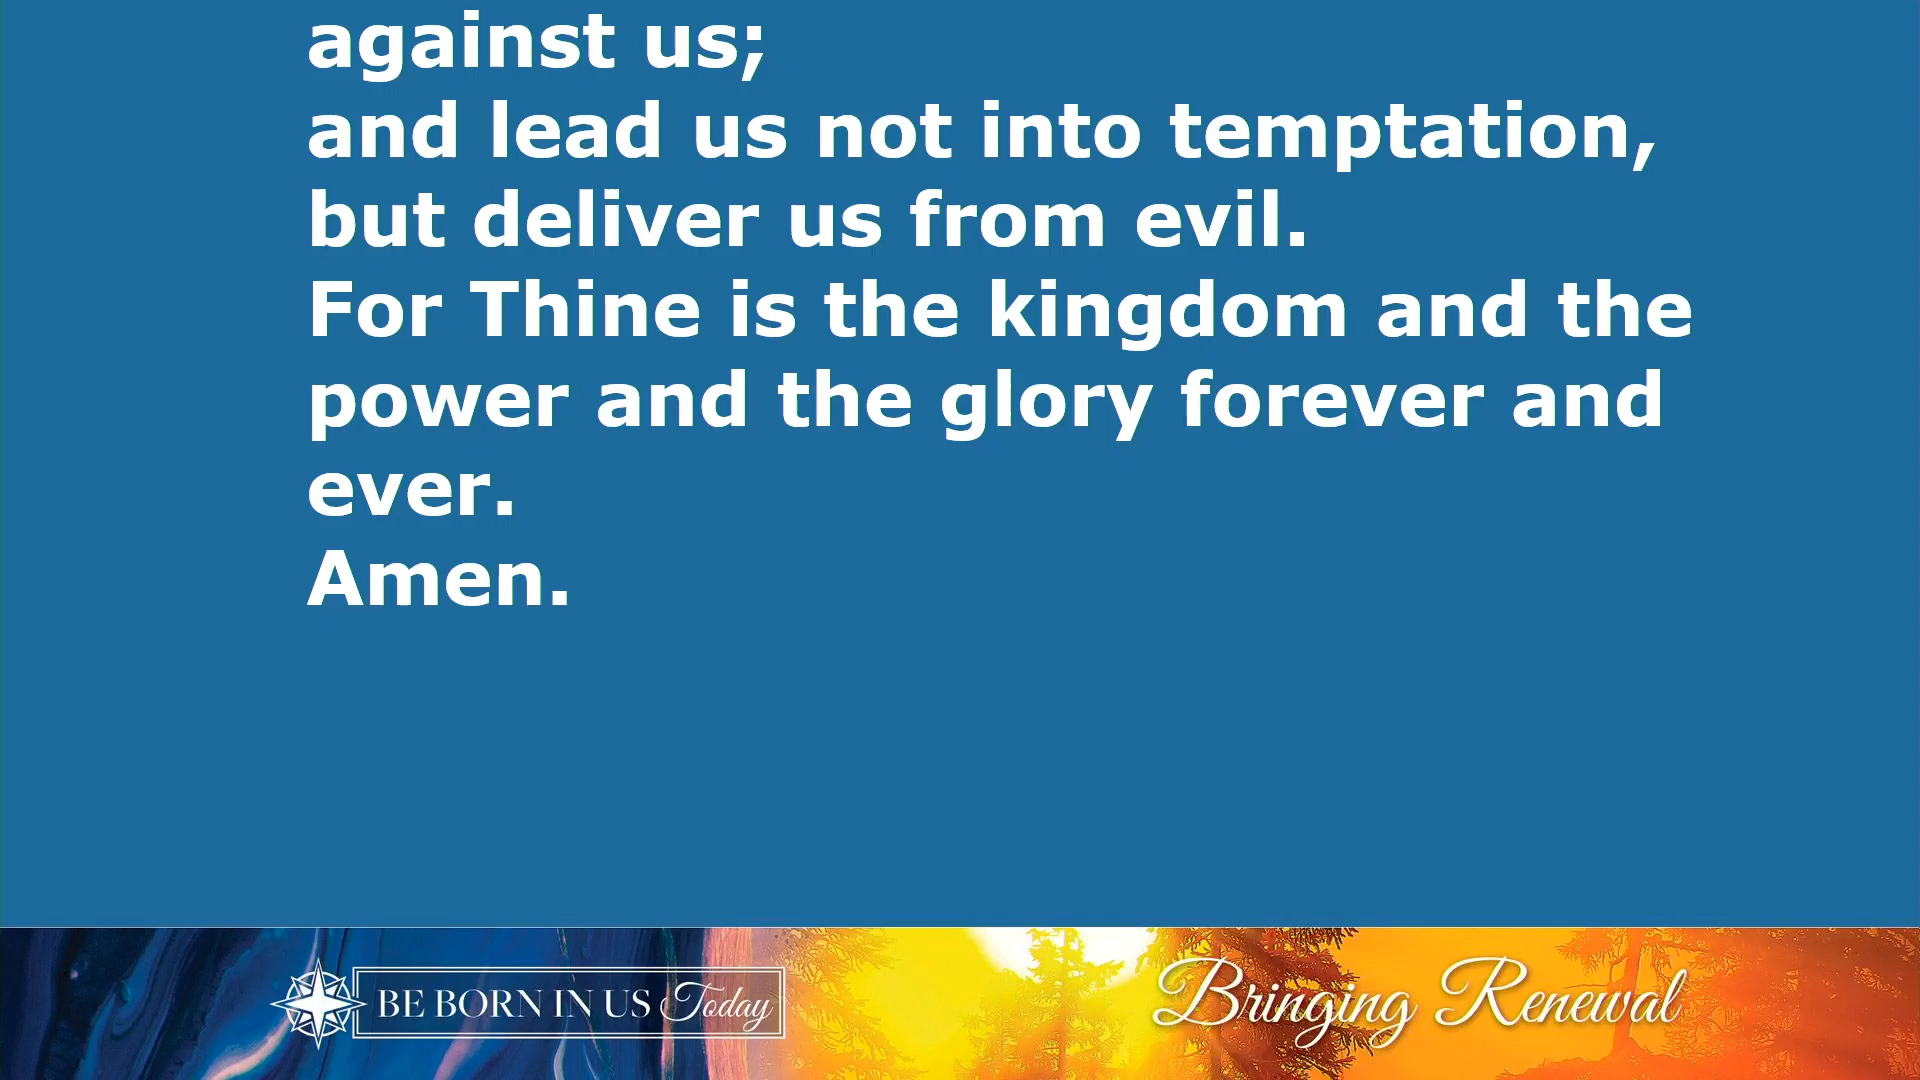 against us;
and lead us not into temptation,
but deliver us from evil.
For Thine is the kingdom and the
power and the glory forever and
ever.
Amen.
BE BORN IN US Today
Bringing Renewal